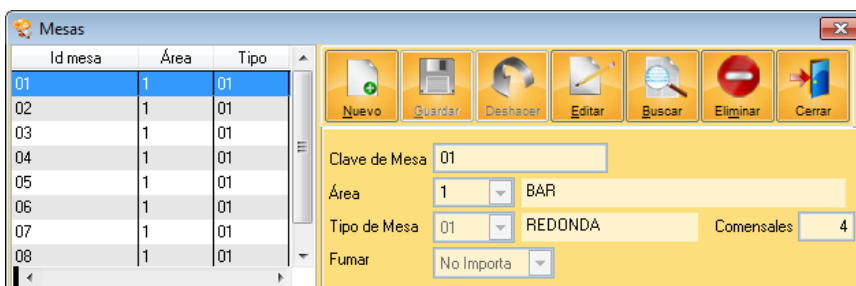 Mesas
Id mesa Área Tipo
01 1 01
02 1 01
03 1 01
04 1 01
05 1 01
06 1 01
07 1 01
08 1 01
Nuevo Guardar Deshacer Editar Buscar Eliminar Cerrar
Clave de Mesa 01
Área 1 BAR
Tipo de Mesa 01 REDONDA Comensales 4
Fumar No Importa